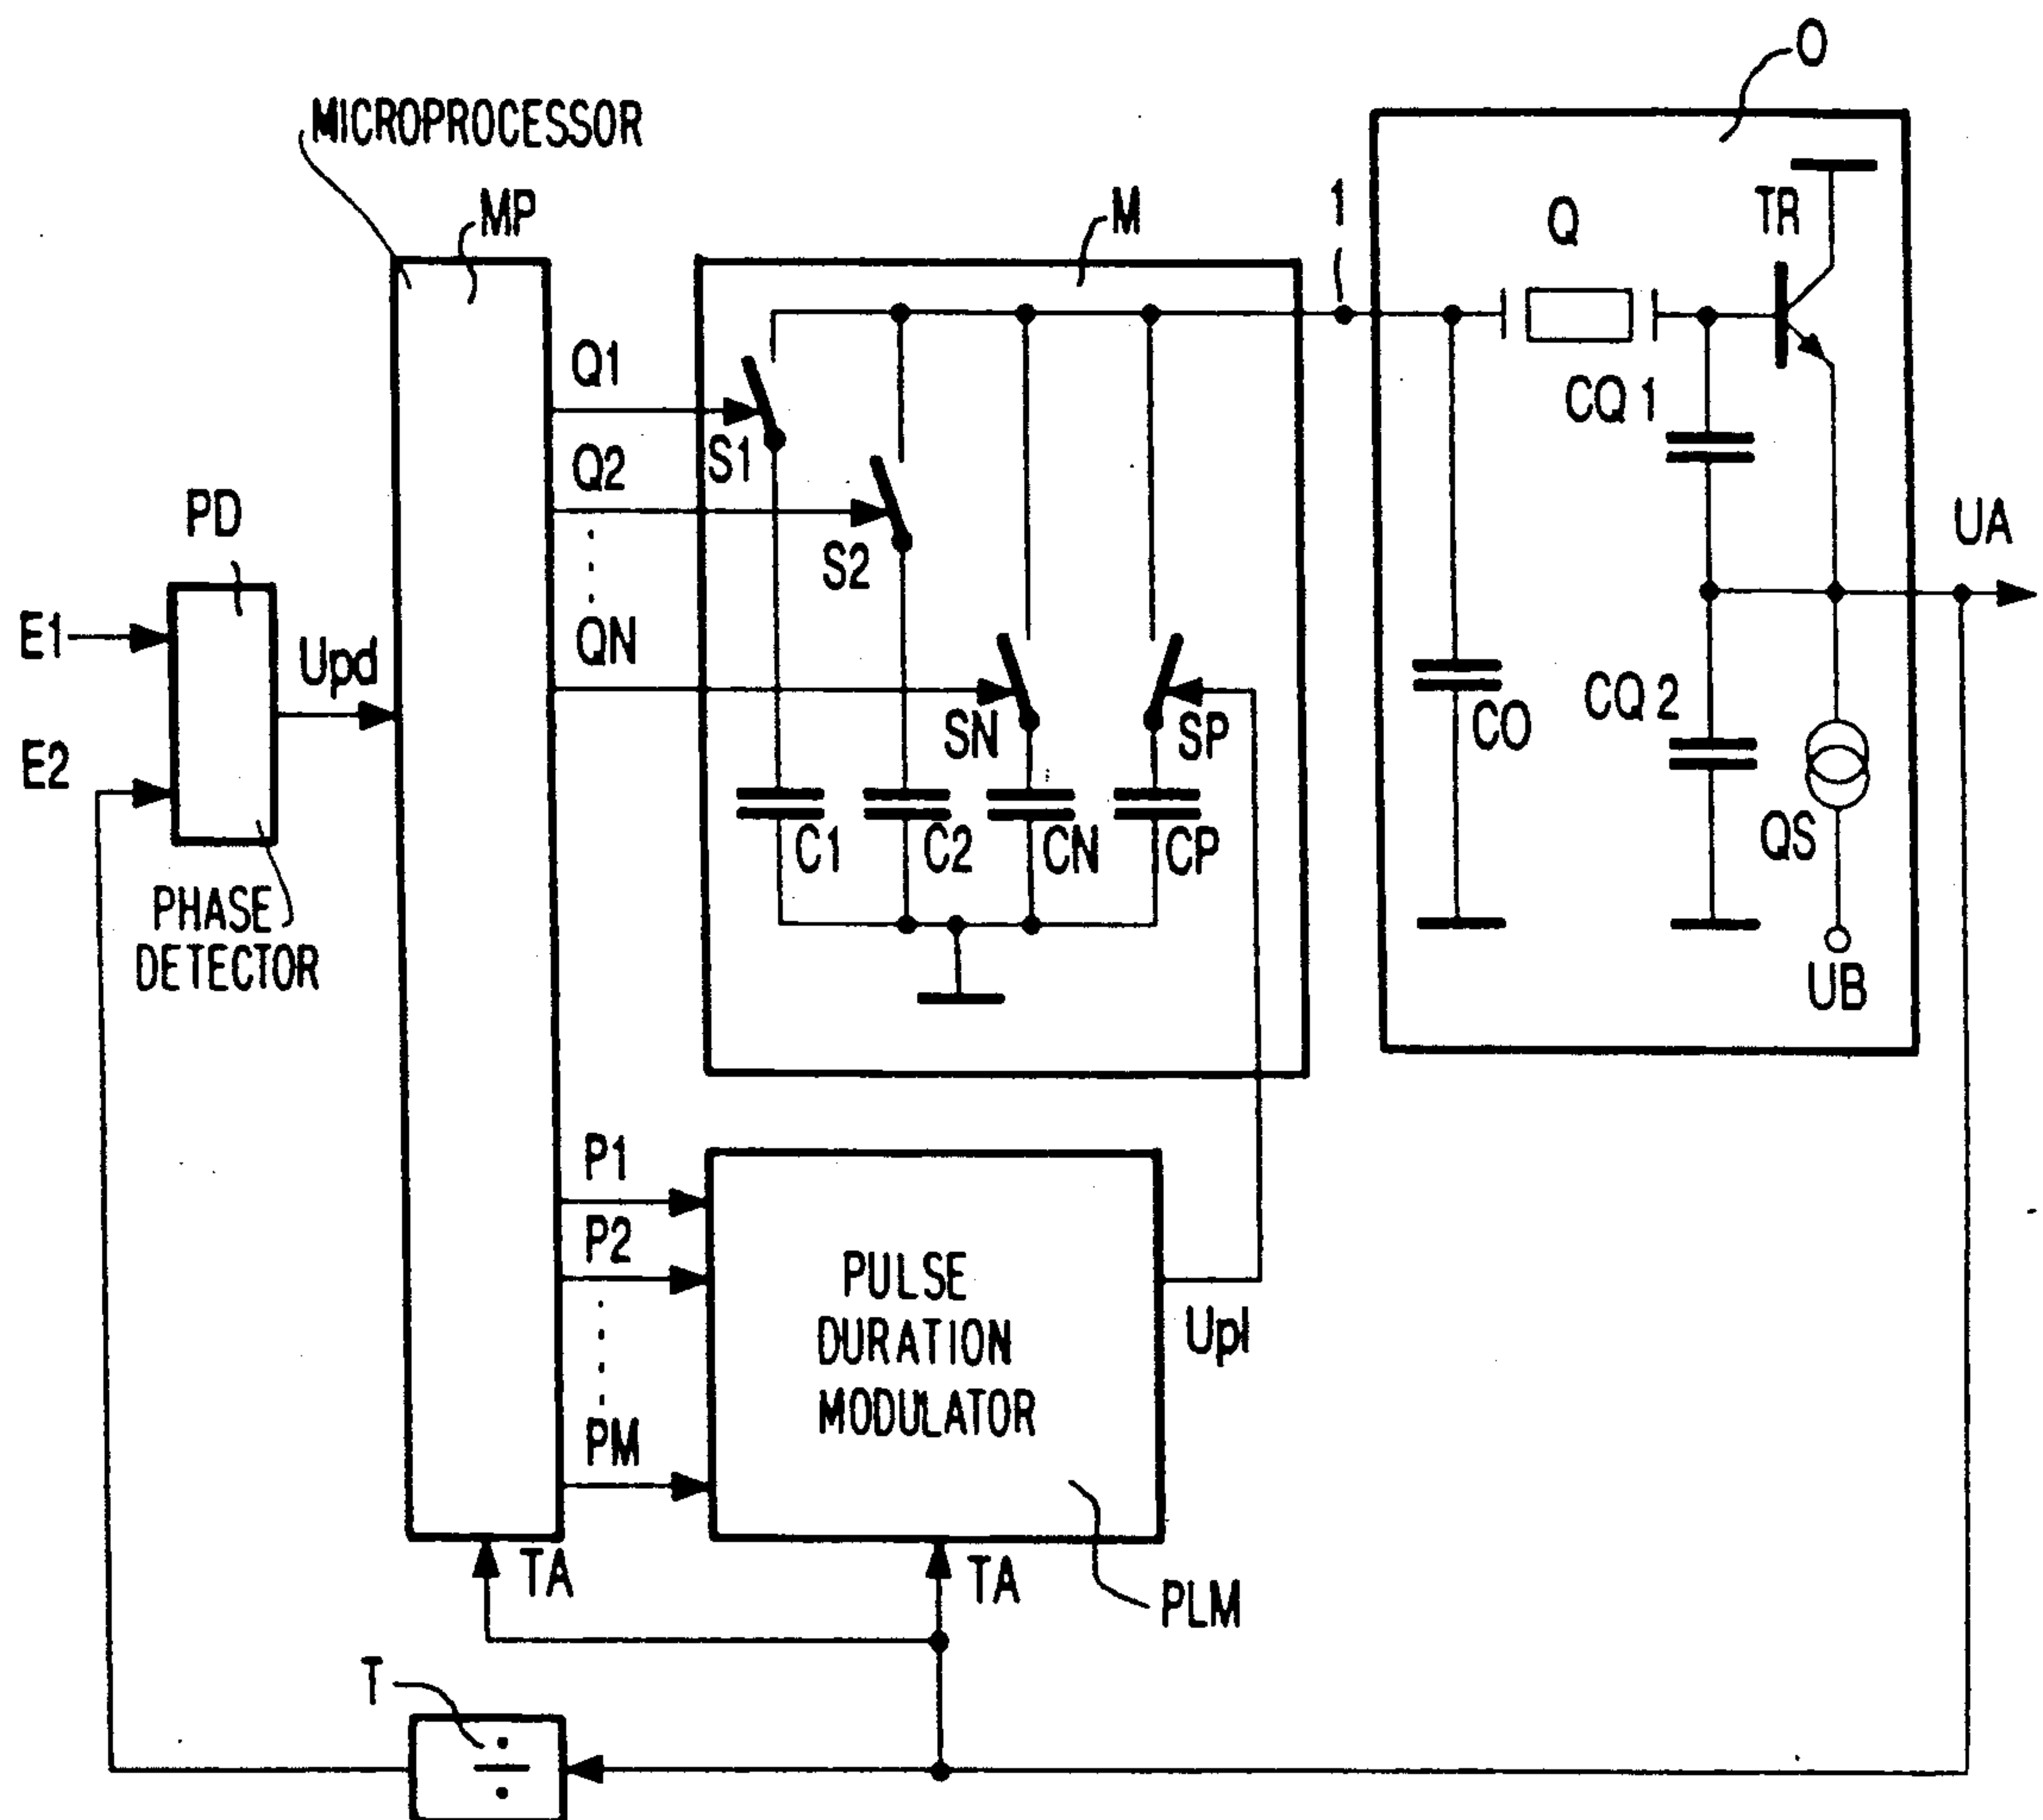 O
MICROPROCESSOR
MP
M
1
Q
TR
Q1
CQ 1
S1
Q2
PD
UA
S2
E1
QN
Upd
CQ 2
SN
SP
CO
E2
C1
C2
CN
CP
QS
PHASE
DETECTOR
UB
P1
P2
PULSE
DURATION
MODULATOR
Upl
PM
TA
TA
PLM
T